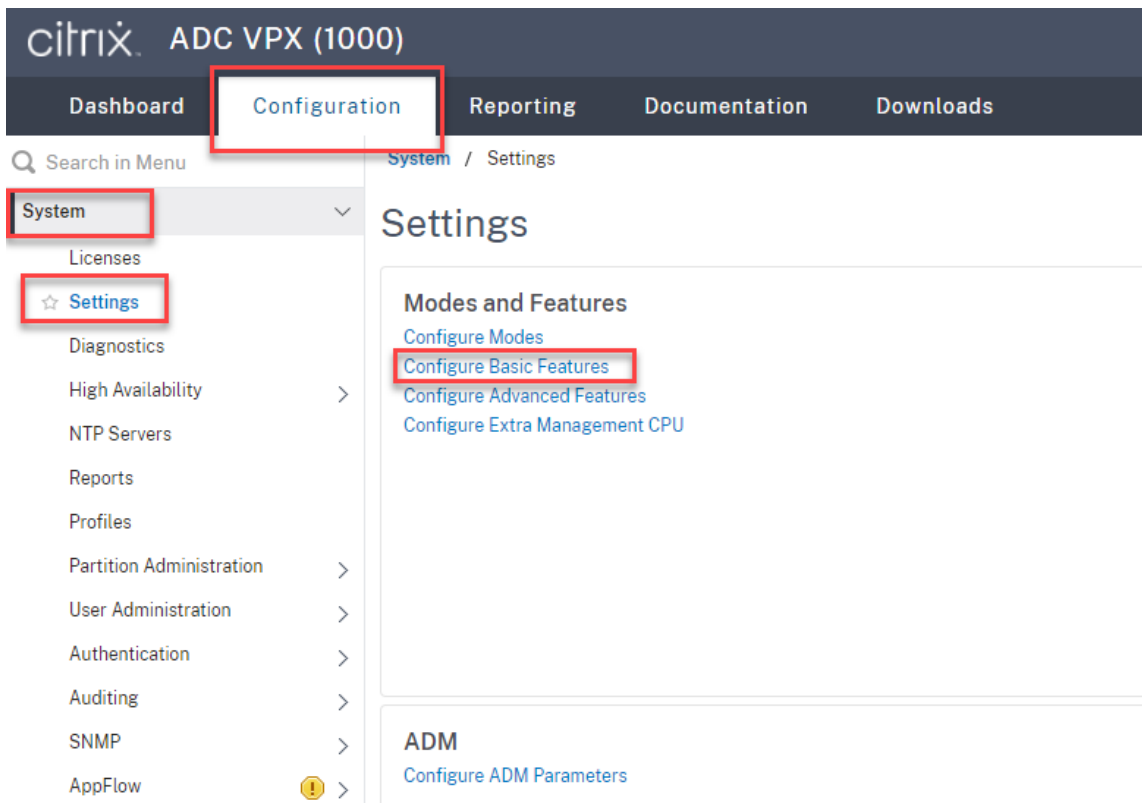 citrix. ADC VPX (1000)
Dashboard Configuration Reporting Documentation Downloads
Search in Menu
System / Settings
System
Settings
Licenses
Settings
Diagnostics
High Availability
NTP Servers
Reports
Profiles
Partition Administration
User Administration
Authentication
Auditing
SNMP
AppFlow
Modes and Features
Configure Modes
Configure Basic Features
Configure Advanced Features
Configure Extra Management CPU
ADM
Configure ADM Parameters